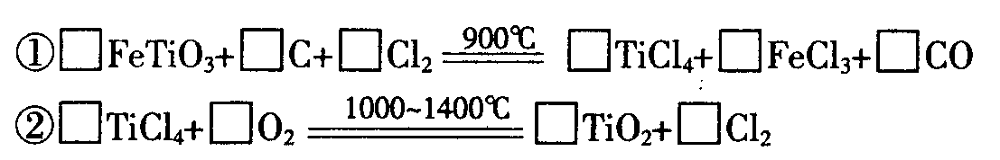 ①□FeTiO₃+□C+□Cl₂ =900℃= □TiCl₄+□FeCl₃+□CO
②□TiCl₄+□O₂ =1000~1400℃= □TiO₂+□Cl₂